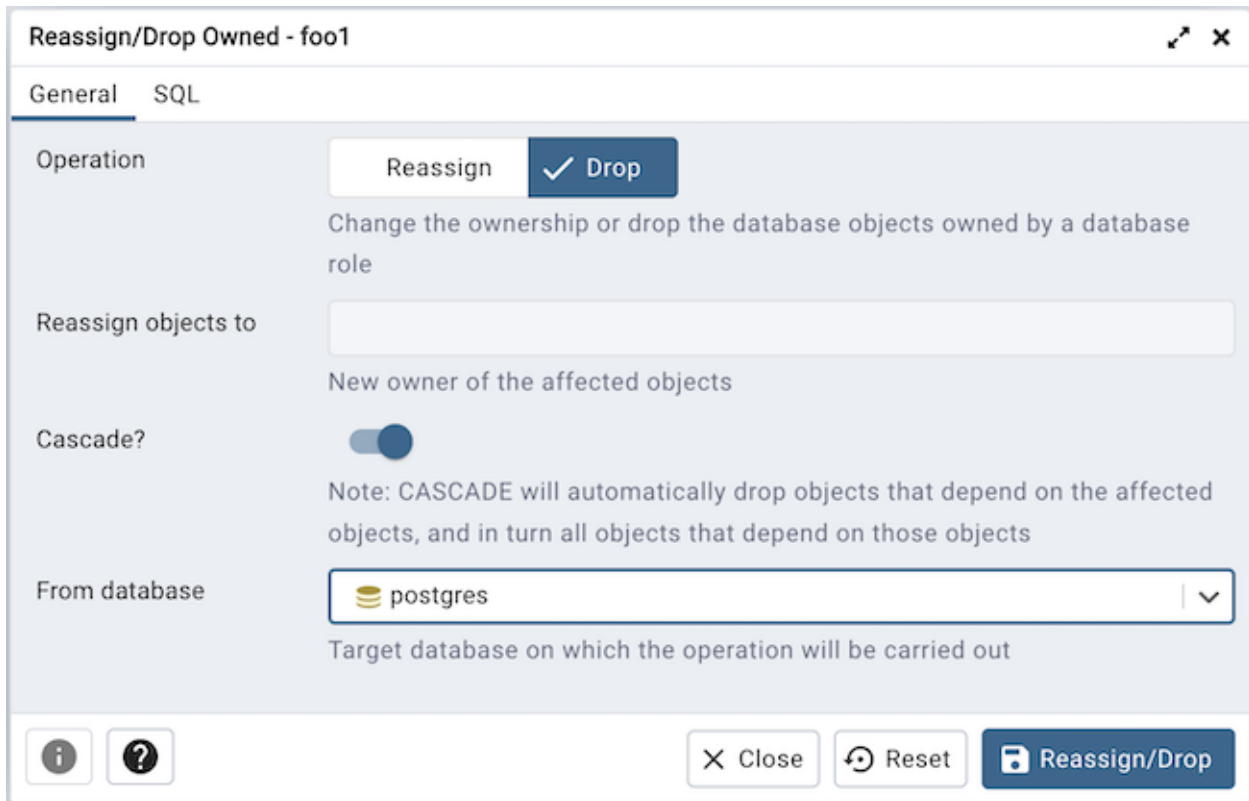 Reassign/Drop Owned - foo1
General SQL
Operation
Reassign Drop
Change the ownership or drop the database objects owned by a database
role
Reassign objects to
New owner of the affected objects
Cascade?
Note: CASCADE will automatically drop objects that depend on the affected
objects, and in turn all objects that depend on those objects
From database
postgres
Target database on which the operation will be carried out
Close Reset Reassign/Drop